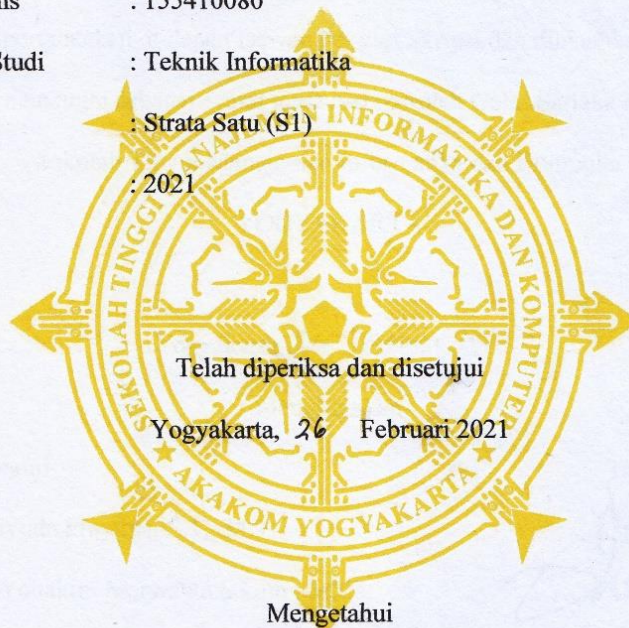 : 155410080
Studi : Teknik Informatika
: Strata Satu (S1)
: 2021
SEKOLAH TINGGI MANAJEMEN INFORMATIKA DAN KOMPUTER
Telah diperiksa dan disetujui
Yogyakarta, 26 Februari 2021
★ AKAKOM YOGYAKARTA ★
Mengetahui